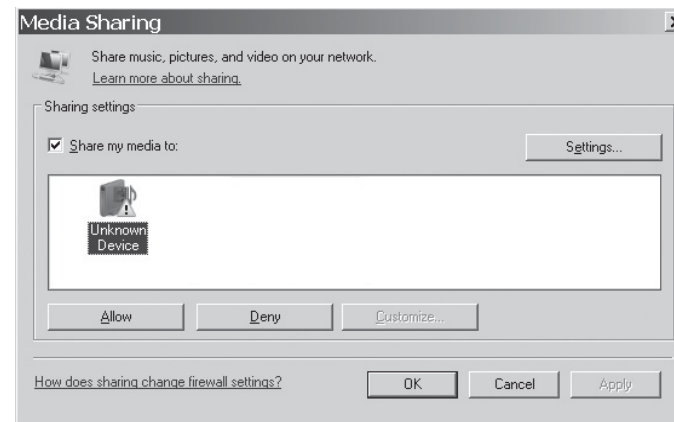 Media Sharing
Share music, pictures, and video on your network.
Learn more about sharing.
Sharing settings
Share my media to:
Settings...
Unknown
Device
Allow
Deny
Customize...
How does sharing change firewall settings?
OK
Cancel
Apply